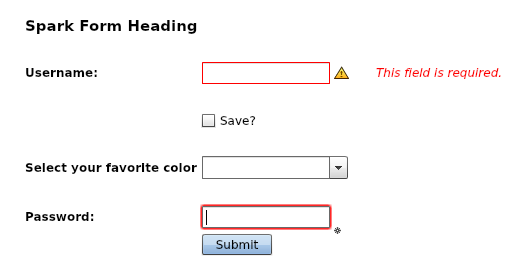 Spark Form Heading
Username: This field is required.
Save?
Select your favorite color
Password:
Submit